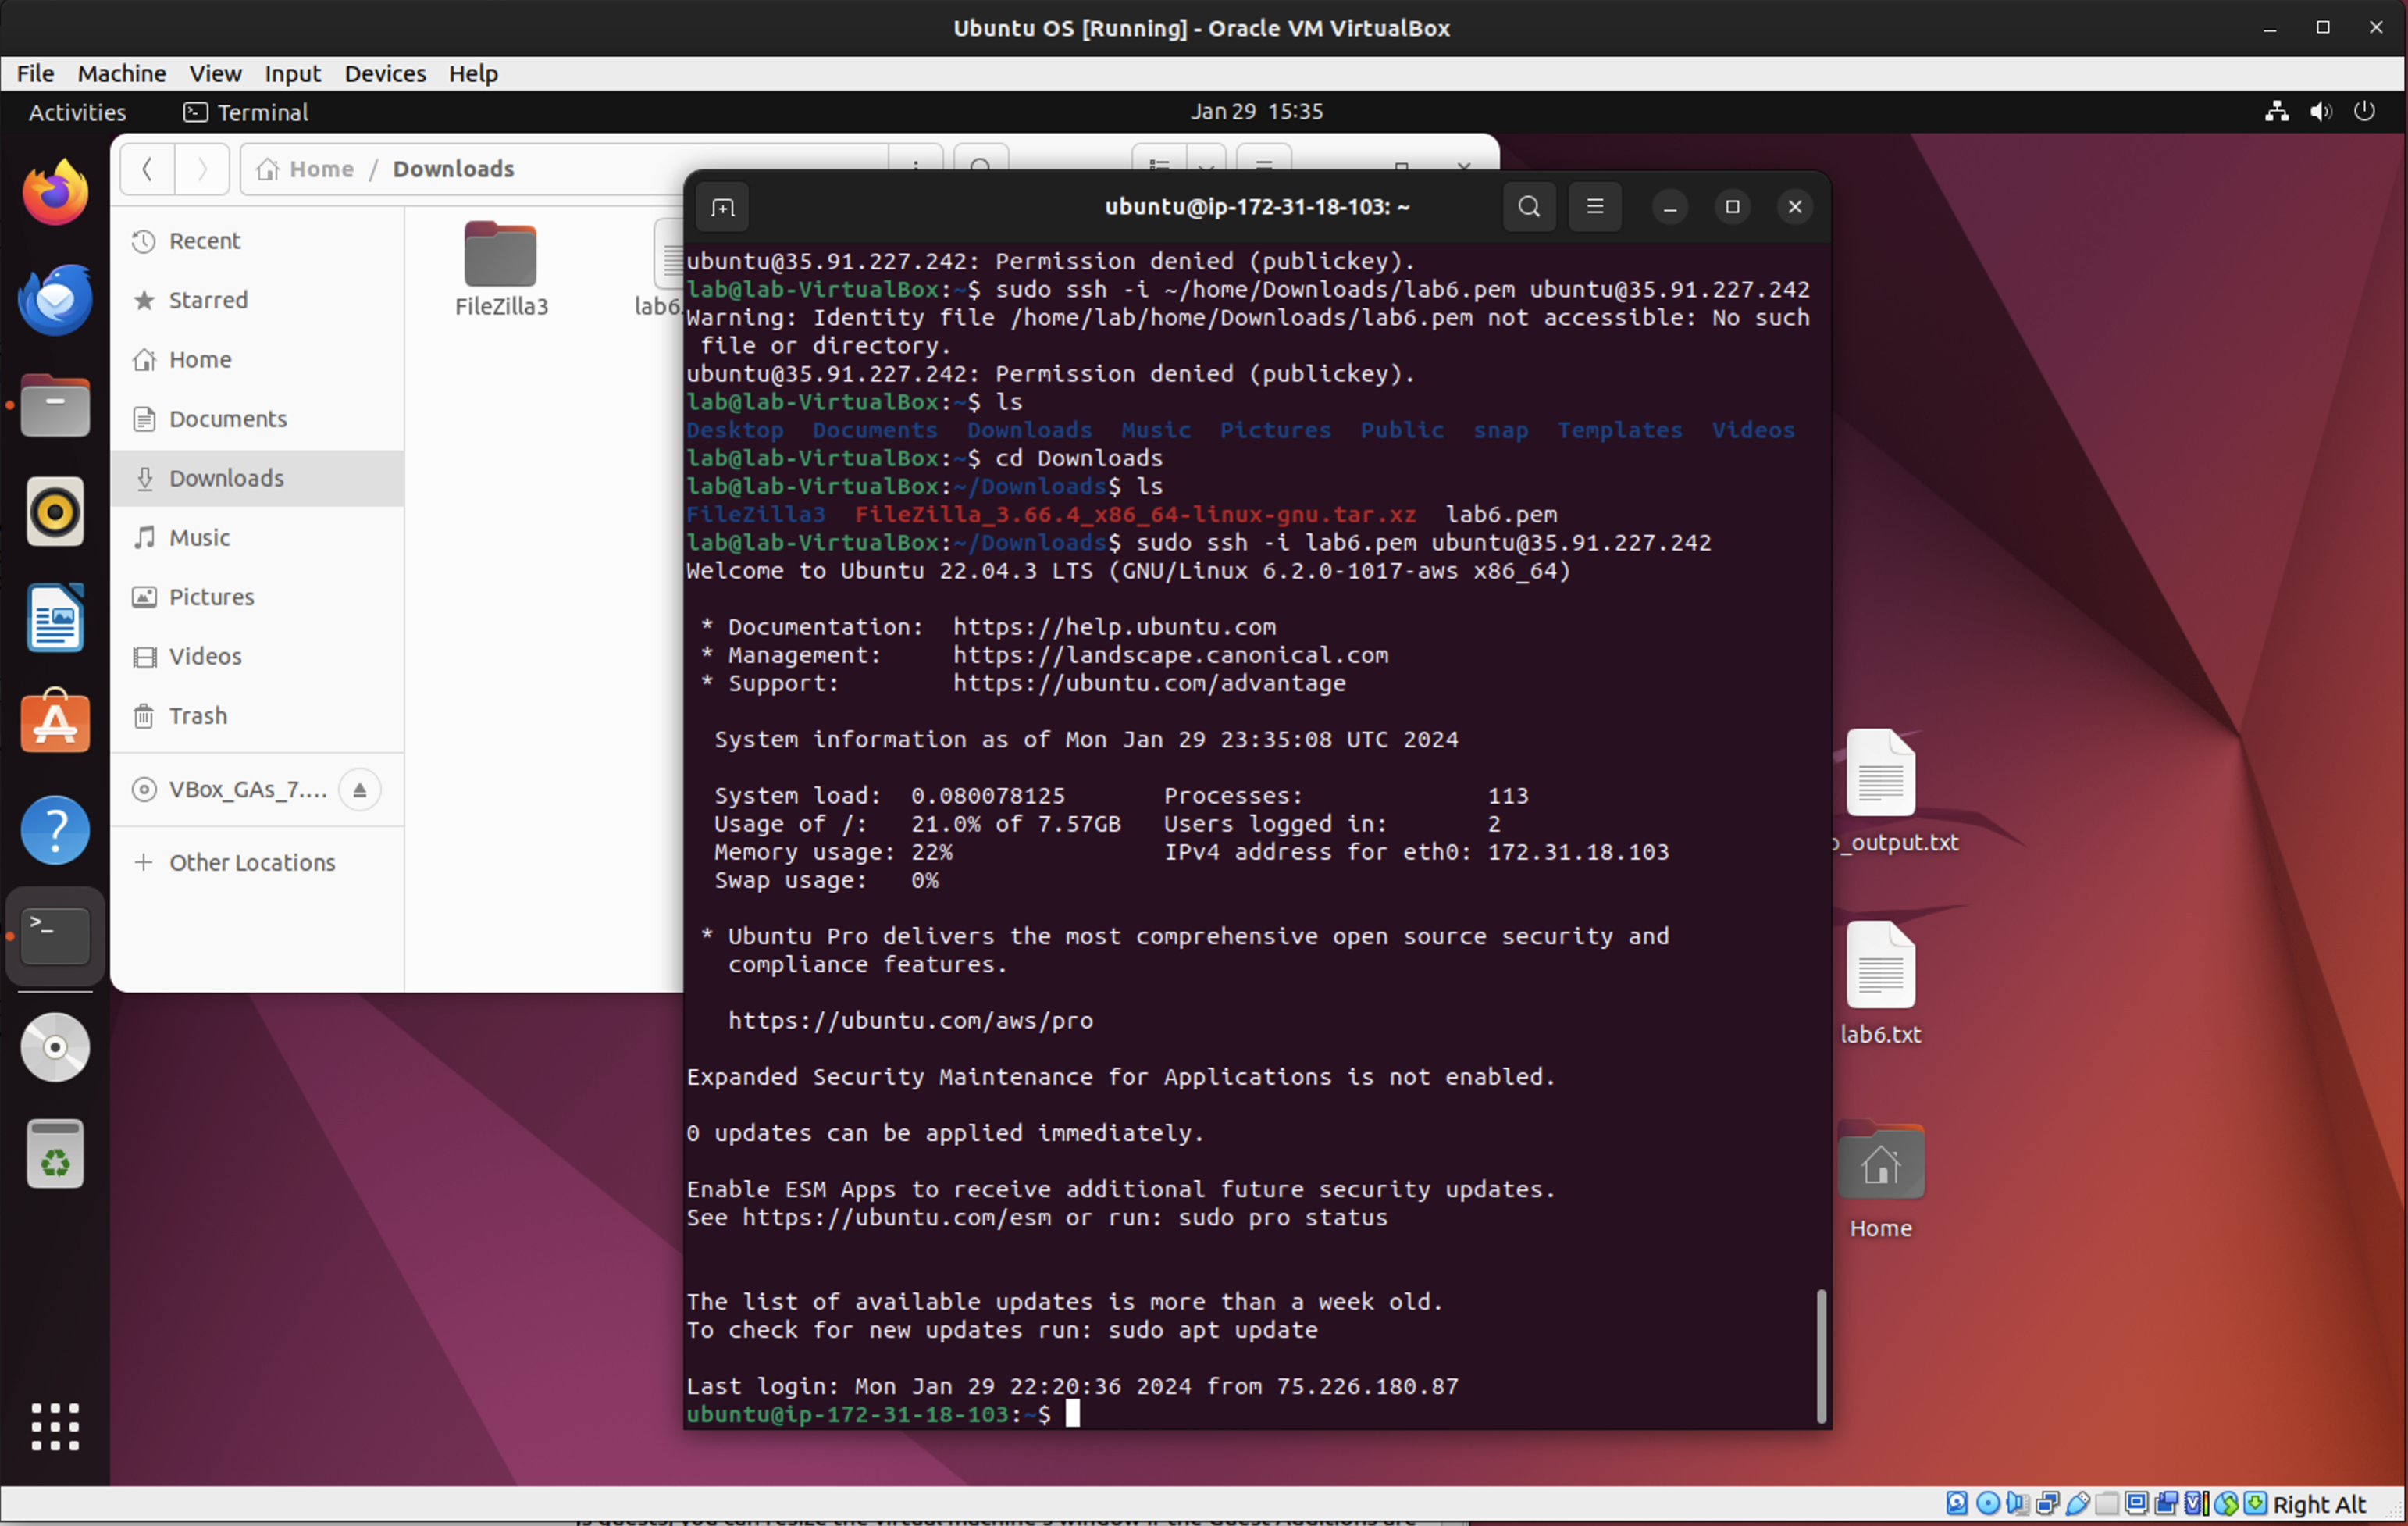 Ubuntu OS [Running] - Oracle VM VirtualBox
File Machine View Input Devices Help
Activities Terminal Jan 29 15:35
Home / Downloads
Recent
Starred
Home
Documents
Downloads
Music
Pictures
Videos
Trash
VBox_GAs_7....
Other Locations
FileZilla3
lab6.
ubuntu@ip-172-31-18-103: ~
ubuntu@35.91.227.242: Permission denied (publickey).
lab@lab-VirtualBox:~$ sudo ssh -i ~/home/Downloads/lab6.pem ubuntu@35.91.227.242
Warning: Identity file /home/lab/home/Downloads/lab6.pem not accessible: No such
file or directory.
ubuntu@35.91.227.242: Permission denied (publickey).
lab@lab-VirtualBox:~$ ls
Desktop Documents Downloads Music Pictures Public snap Templates Videos
lab@lab-VirtualBox:~$ cd Downloads
lab@lab-VirtualBox:~/Downloads$ ls
FileZilla3 FileZilla_3.66.4_x86_64-linux-gnu.tar.xz lab6.pem
lab@lab-VirtualBox:~/Downloads$ sudo ssh -i lab6.pem ubuntu@35.91.227.242
Welcome to Ubuntu 22.04.3 LTS (GNU/Linux 6.2.0-1017-aws x86_64)
* Documentation: https://help.ubuntu.com
* Management: https://landscape.canonical.com
* Support: https://ubuntu.com/advantage
System information as of Mon Jan 29 23:35:08 UTC 2024
System load: 0.080078125 Processes: 113
Usage of /: 21.0% of 7.57GB Users logged in: 2
Memory usage: 22% IPv4 address for eth0: 172.31.18.103
Swap usage: 0%
* Ubuntu Pro delivers the most comprehensive open source security and
compliance features.
https://ubuntu.com/aws/pro
Expanded Security Maintenance for Applications is not enabled.
0 updates can be applied immediately.
Enable ESM Apps to receive additional future security updates.
See https://ubuntu.com/esm or run: sudo pro status
The list of available updates is more than a week old.
To check for new updates run: sudo apt update
Last login: Mon Jan 29 22:20:36 2024 from 75.226.180.87
ubuntu@ip-172-31-18-103:~$
_output.txt
lab6.txt
Home
Right Alt